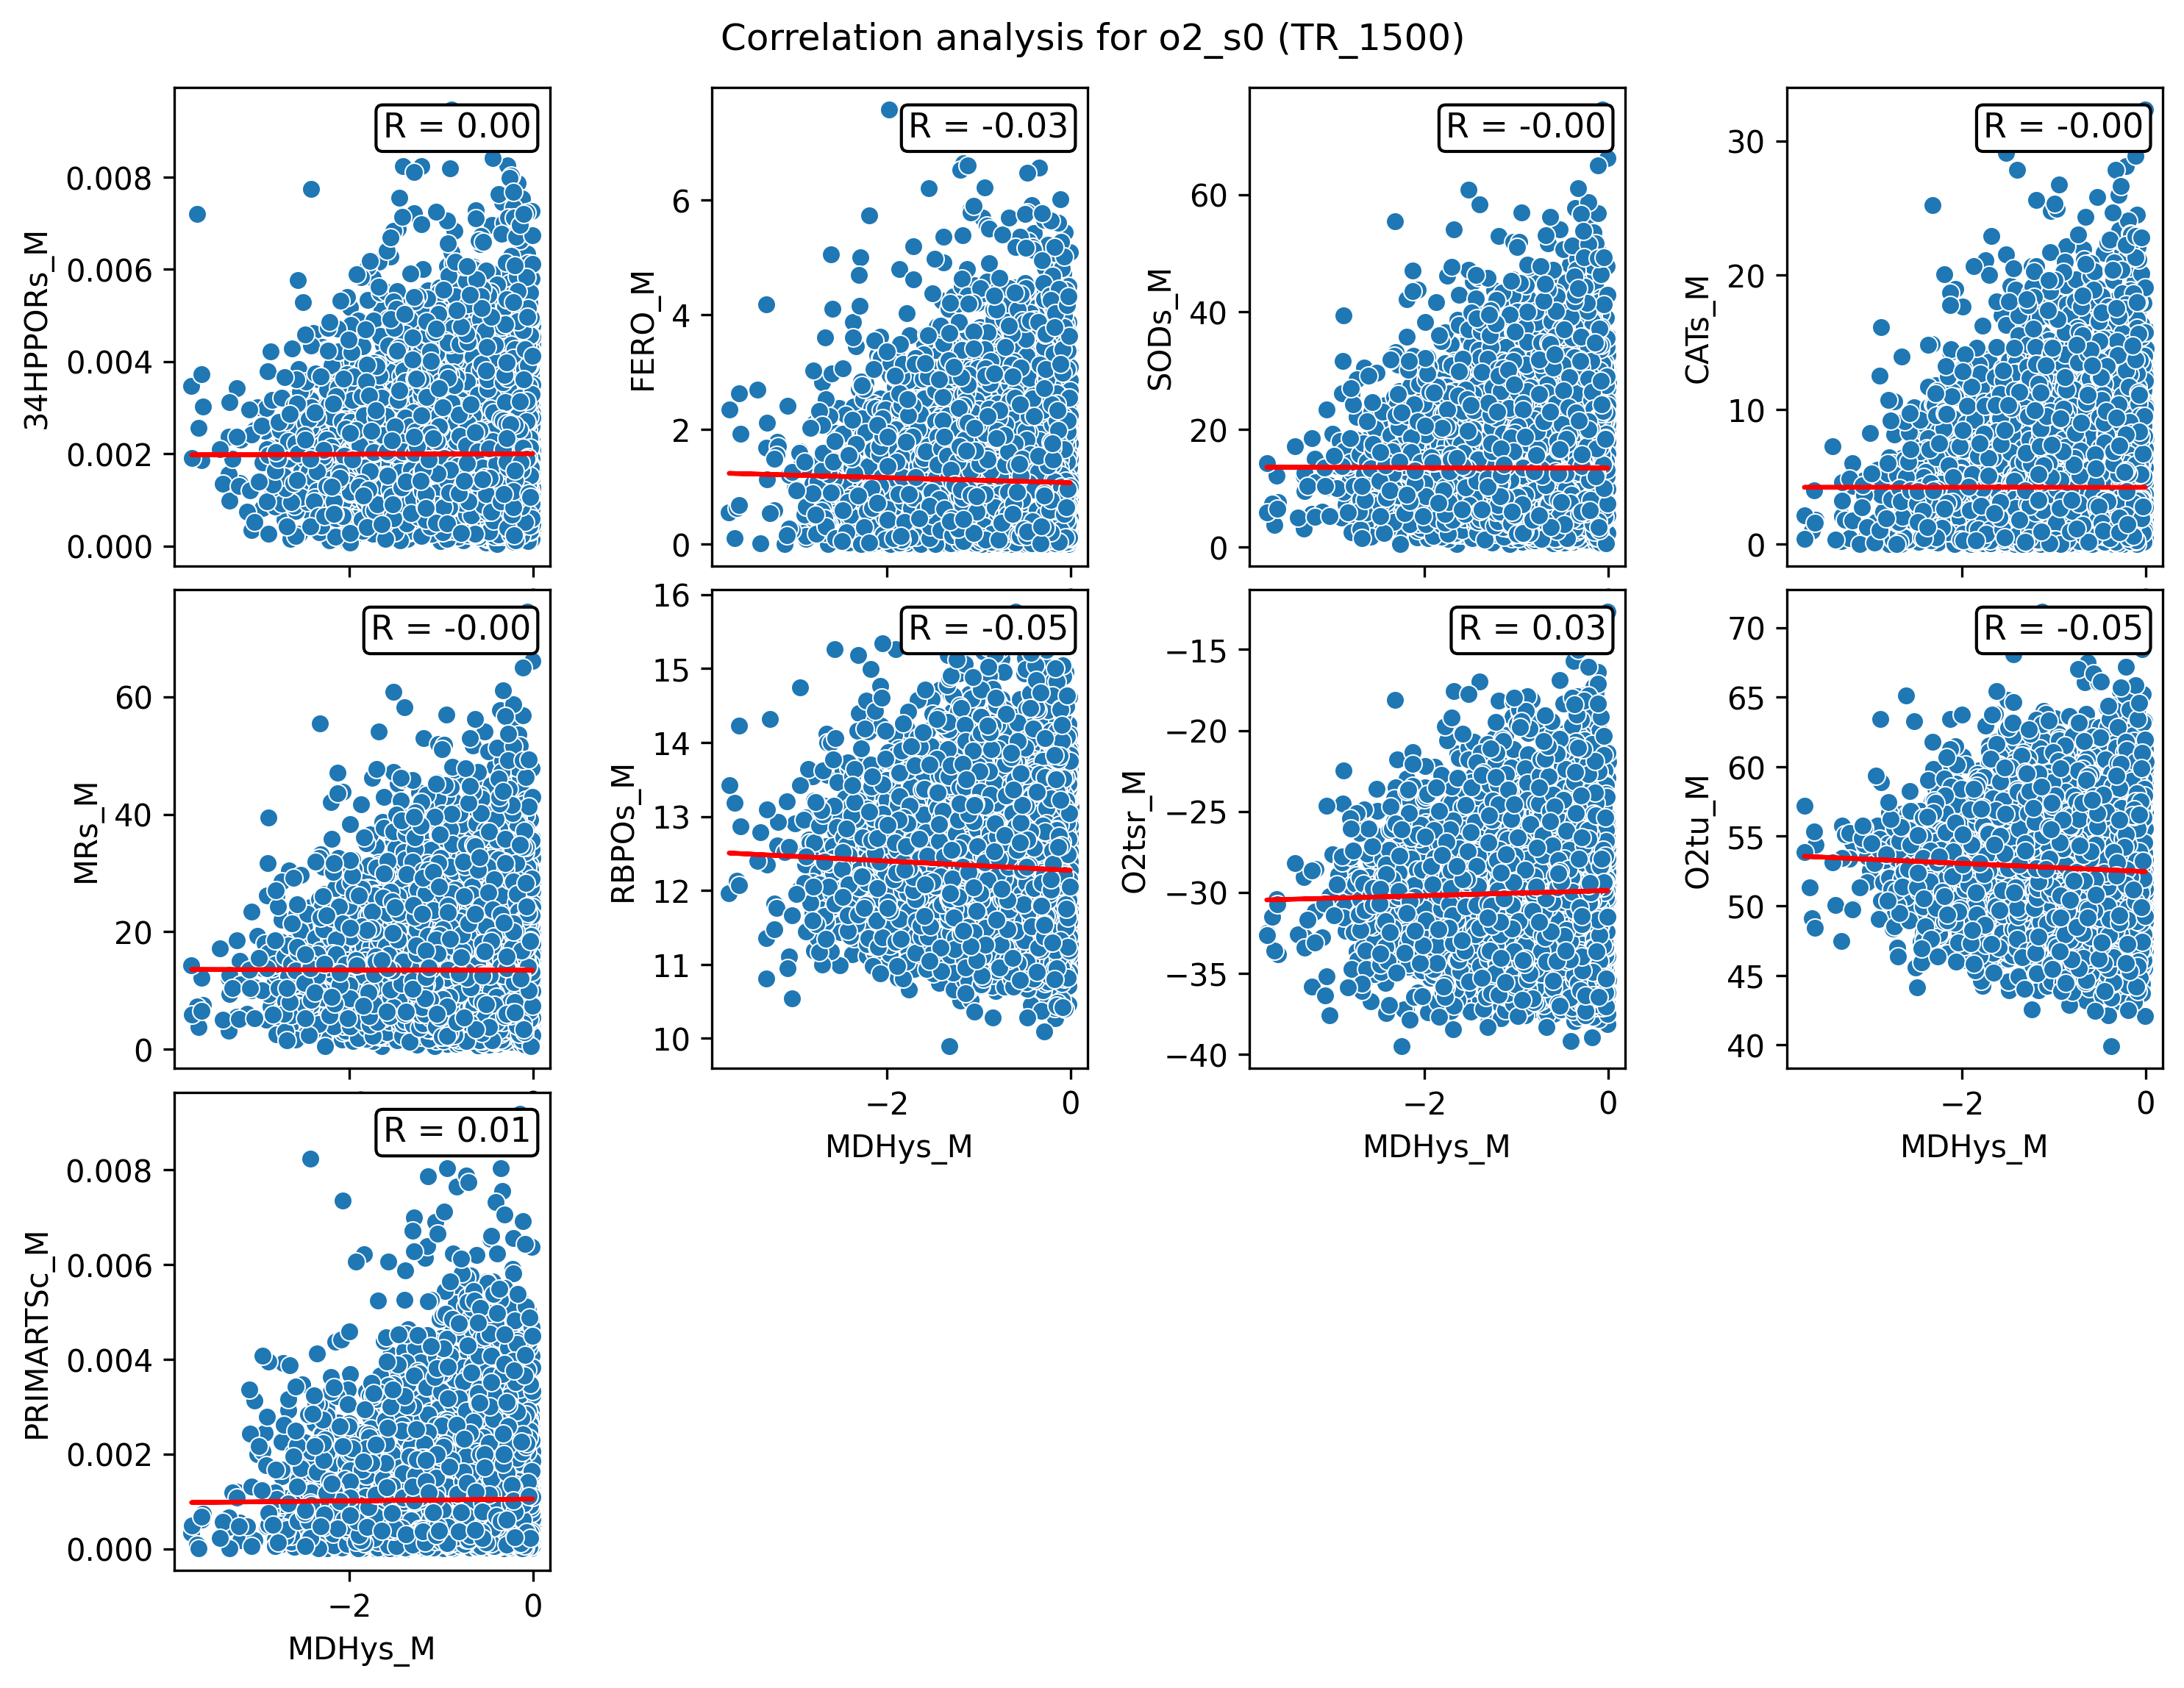 Correlation analysis for o2_s0 (TR_1500)
R = 0.00
34HPPORs_M
0.008
0.006
0.004
0.002
0.000
R = -0.03
FERO_M
6
4
2
0
R = -0.00
SODs_M
60
40
20
0
R = -0.00
CATs_M
30
20
10
0
R = -0.00
MRs_M
60
40
20
0
R = -0.05
RBPOs_M
16
15
14
13
12
11
10
−2 0
MDHys_M
R = 0.03
O2tsr_M
−15
−20
−25
−30
−35
−40
−2 0
MDHys_M
R = -0.05
O2tu_M
70
65
60
55
50
45
40
−2 0
MDHys_M
R = 0.01
PRIMARTSc_M
0.008
0.006
0.004
0.002
0.000
−2 0
MDHys_M